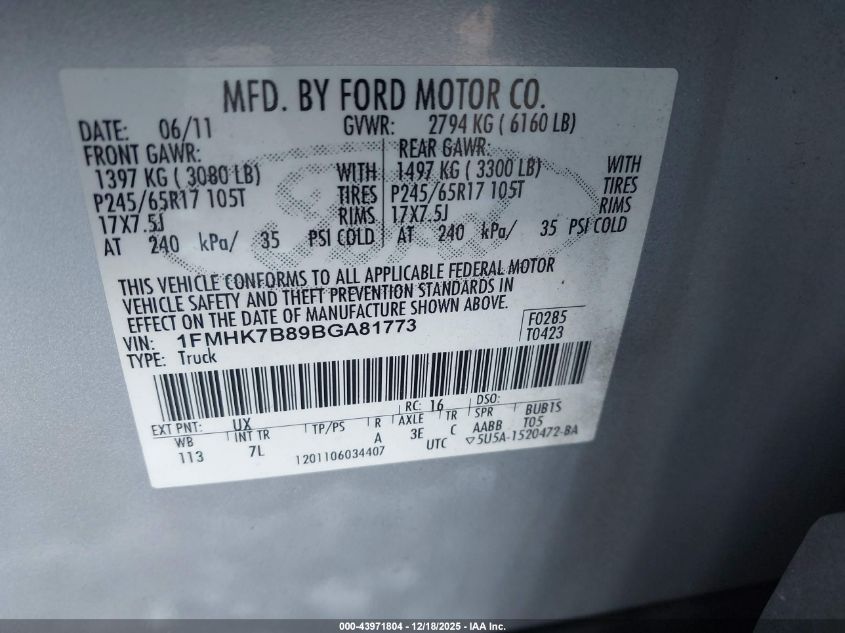 MFD. BY FORD MOTOR CO.
DATE: 06/11 GVWR: 2794 KG ( 6160 LB)
FRONT GAWR: REAR GAWR:
1397 KG ( 3080 LB) WITH 1497 KG ( 3300 LB) WITH
P245/65R17 105T TIRES P245/65R17 105T TIRES
17X7.5J RIMS 17X7.5J RIMS
AT 240 kPa/ 35 PSI COLD AT 240 kPa/ 35 PSI COLD
THIS VEHICLE CONFORMS TO ALL APPLICABLE FEDERAL MOTOR
VEHICLE SAFETY AND THEFT PREVENTION STANDARDS IN
EFFECT ON THE DATE OF MANUFACTURE SHOWN ABOVE.
VIN: 1FMHK7B89BGA81773 F0285
TYPE: Truck T0423
EXT PNT: UX RC: 16 DSO:
WB INT TR TP/PS R AXLE TR SPR BUB1S
113 7L A 3E C AABB T05
1201106034407 UTC ▽5U5A-1520472-BA
000-43971804 - 12/18/2025 - IAA Inc.